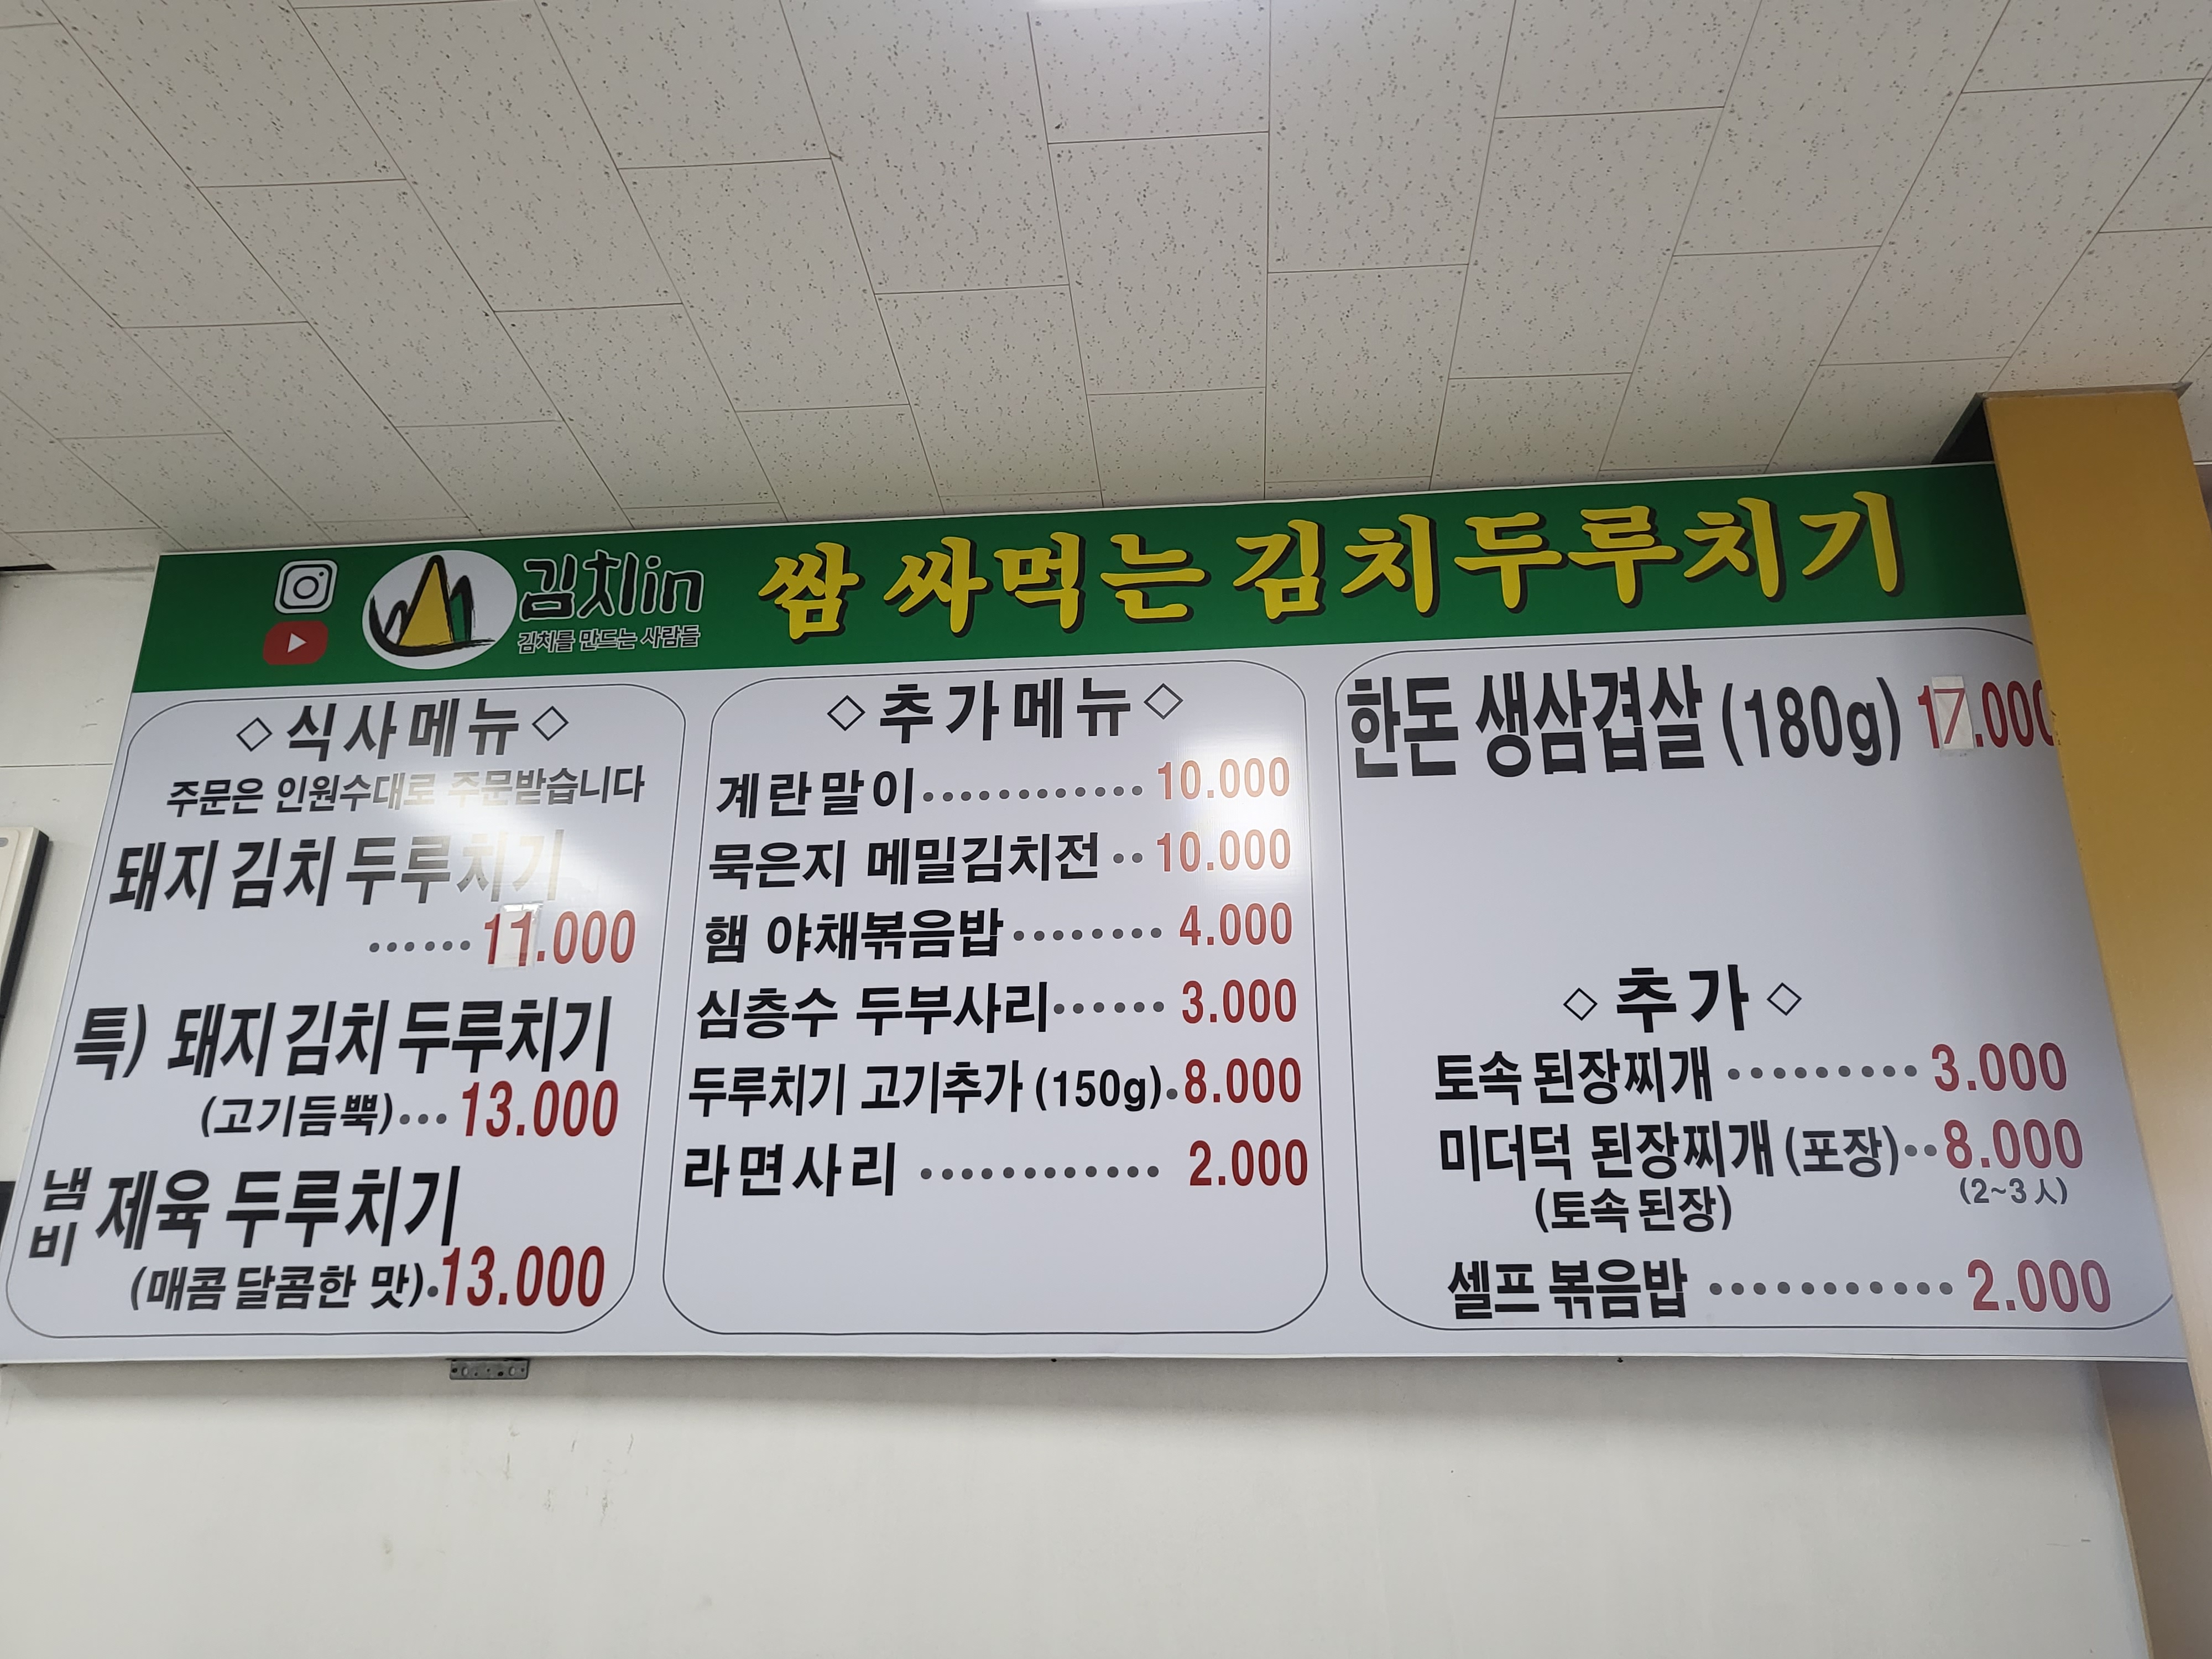 김치in
김치를 만드는 사람들
쌈 싸먹는 김치두루치기
◇식사메뉴◇
주문은 인원수대로 주문받습니다
돼지김치두루치기
......11.000
특) 돼지김치두루치기
(고기듬뿍)...13.000
냄비 제육 두루치기
(매콤달콤한 맛).13.000
◇추가메뉴◇
계란말이............10.000
묵은지 메밀김치전..10.000
햄 야채볶음밥........4.000
심층수 두부사리......3.000
두루치기 고기추가 (150g).8.000
라면사리............2.000
한돈 생삼겹살 (180g) 17.000
◇추가◇
토속 된장찌개.........3.000
미더덕 된장찌개(포장)..8.000
(토속된장) (2~3人)
셀프 볶음밥...........2.000